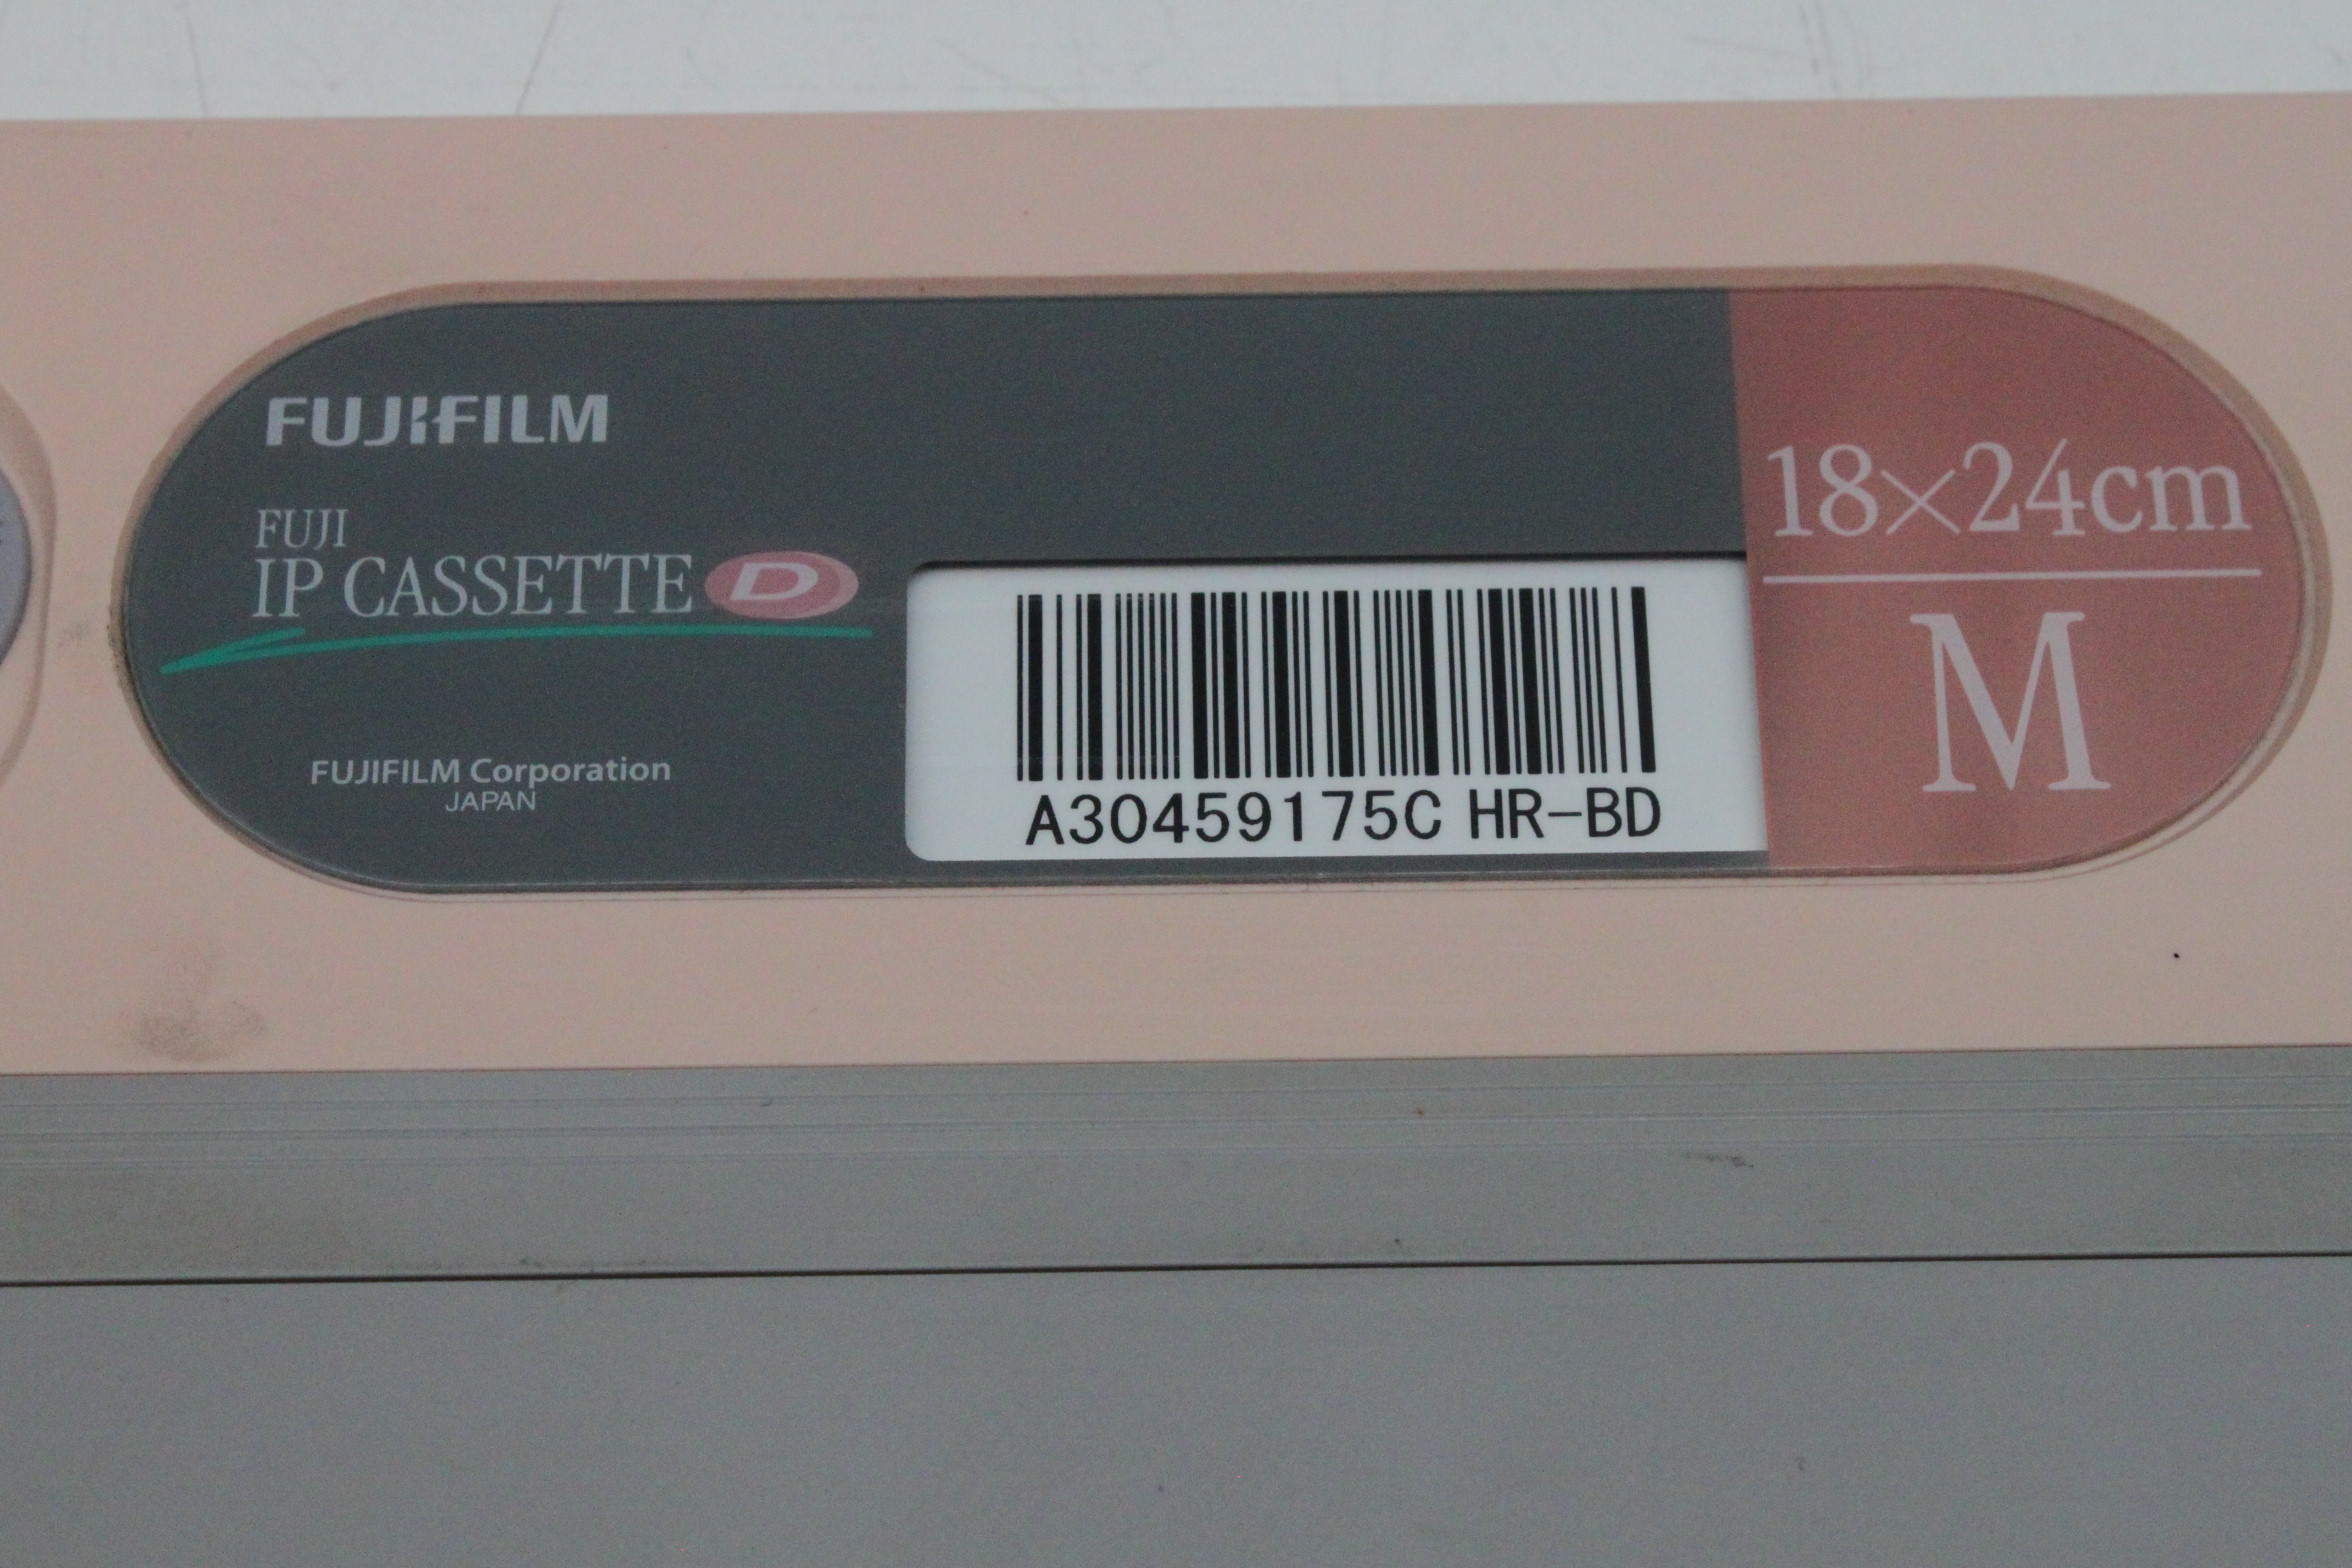 FUJIFILM
FUJI
IP CASSETTE D
FUJIFILM Corporation
JAPAN
A30459175C HR-BD
18×24cm
M